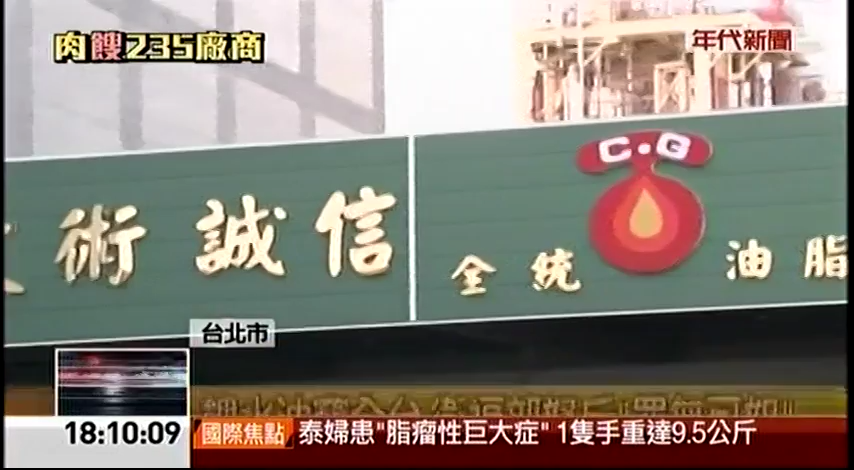 肉餿235廠商
年代新聞
C.G
術 誠 信
全統 油脂
台北市
18:10:09 國際焦點 泰婦患"脂瘤性巨大症" 1隻手重達9.5公斤